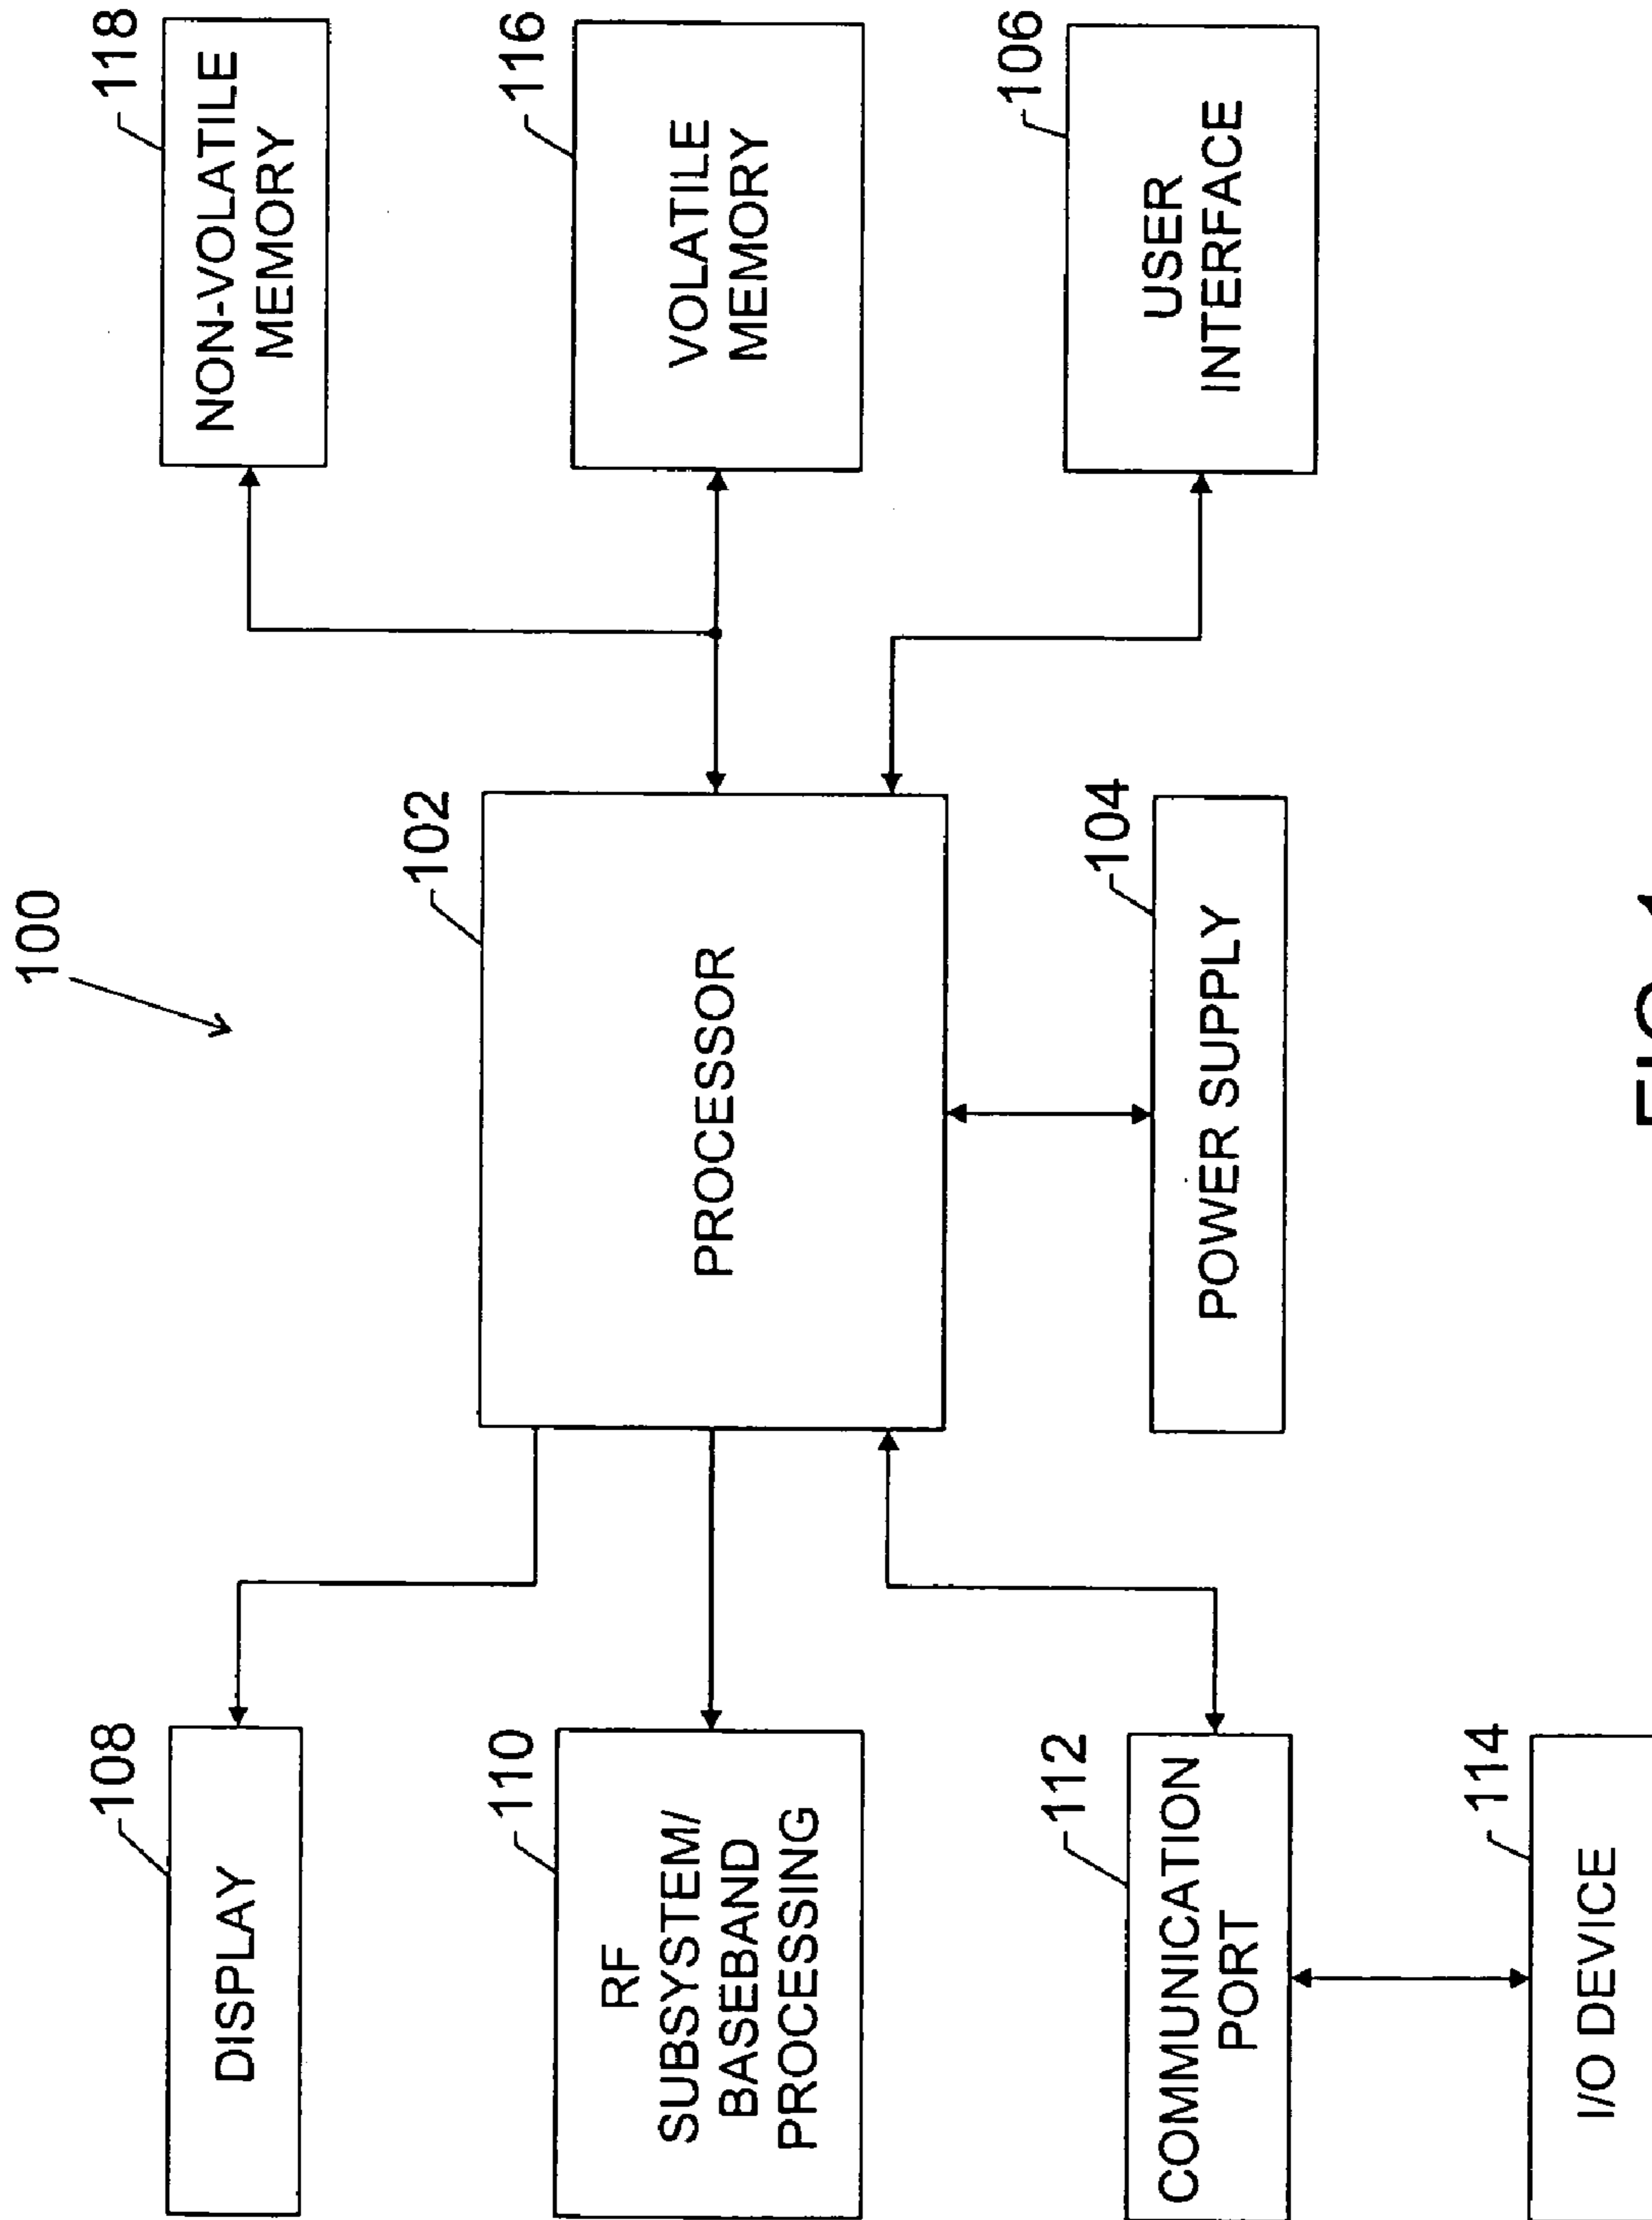 100
108
DISPLAY
110
RF
SUBSYSTEM/
BASEBAND
PROCESSING
112
COMMUNICATION
PORT
114
I/O DEVICE
102
PROCESSOR
104
POWER SUPPLY
118
NON-VOLATILE
MEMORY
116
VOLATILE
MEMORY
106
USER
INTERFACE